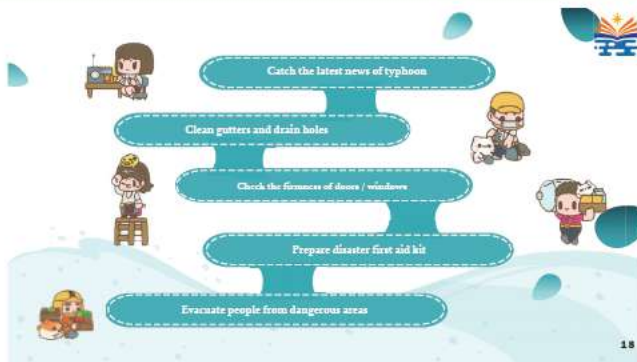 Catch the latest news of typhoon
Clean gutters and drain holes
Check the firmness of doors / windows
Prepare disaster first aid kit
Evacuate people from dangerous areas
18